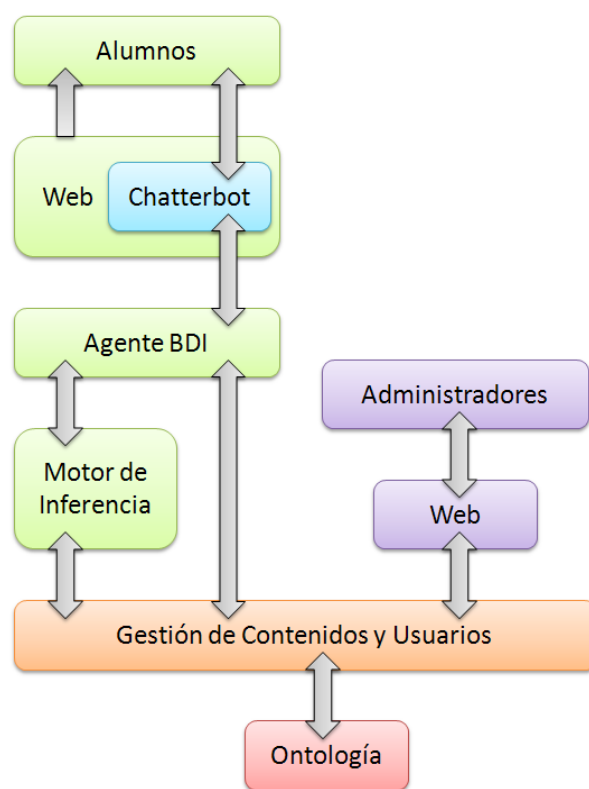 Alumnos
Web
Chatterbot
Agente BDI
Administradores
Motor de
Inferencia
Web
Gestión de Contenidos y Usuarios
Ontología